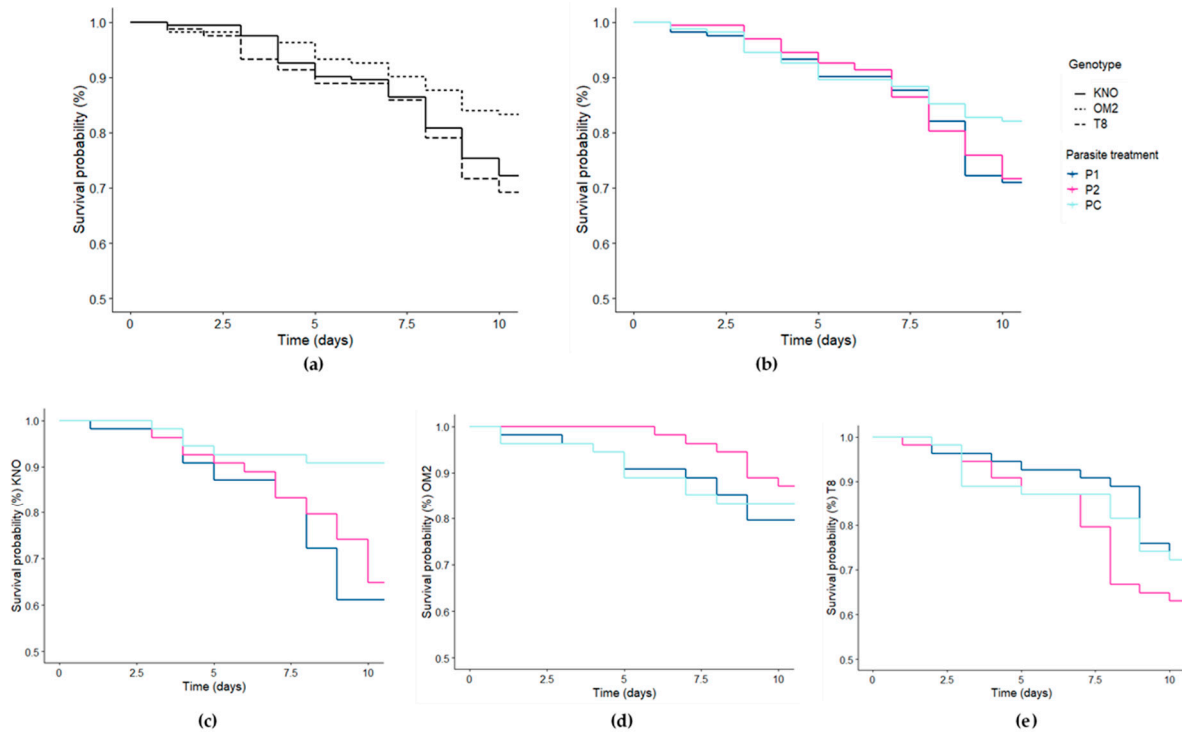 Survival probability (%)
1.0
0.9
0.8
0.7
0.6
0.5
0 2.5 5 7.5 10
Time (days)
(a)
Survival probability (%)
1.0
0.9
0.8
0.7
0.6
0.5
0 2.5 5 7.5 10
Time (days)
(b)
Genotype
KNO
OM2
T8
Parasite treatment
P1
P2
PC
Survival probability (%) KNO
1.0
0.9
0.8
0.7
0.6
0.5
0 2.5 5 7.5 10
Time (days)
(c)
Survival probability (%) OM2
1.0
0.9
0.8
0.7
0.6
0.5
0 2.5 5 7.5 10
Time (days)
(d)
Survival probability (%) T8
1.0
0.9
0.8
0.7
0.6
0.5
0 2.5 5 7.5 10
Time (days)
(e)